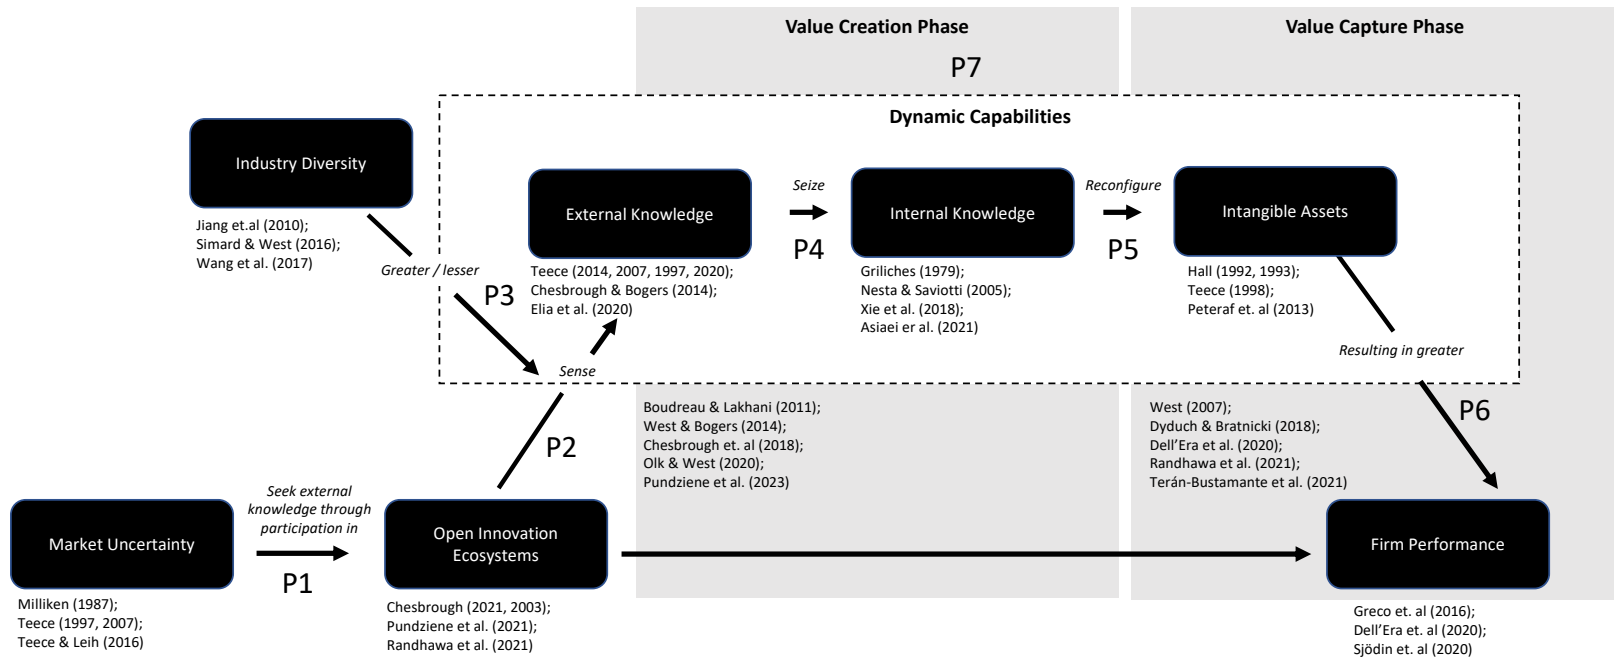 Value Creation Phase
Value Capture Phase
P7
Dynamic Capabilities
Industry Diversity
Jiang et.al (2010);
Simard & West (2016);
Wang et al. (2017)
Greater / lesser
P3
External Knowledge
Teece (2014, 2007, 1997, 2020);
Chesbrough & Bogers (2014);
Elia et al. (2020)
Sense
Seize
P4
Internal Knowledge
Griliches (1979);
Nesta & Saviotti (2005);
Xie et al. (2018);
Asiaei er al. (2021)
Reconfigure
P5
Intangible Assets
Hall (1992, 1993);
Teece (1998);
Peteraf et. al (2013)
Resulting in greater
P6
P2
Boudreau & Lakhani (2011);
West & Bogers (2014);
Chesbrough et. al (2018);
Olk & West (2020);
Pundziene et al. (2023)
West (2007);
Dyduch & Bratnicki (2018);
Dell'Era et al. (2020);
Randhawa et al. (2021);
Terán-Bustamante et al. (2021)
Market Uncertainty
Milliken (1987);
Teece (1997, 2007);
Teece & Leih (2016)
Seek external
knowledge through
participation in
P1
Open Innovation
Ecosystems
Chesbrough (2021, 2003);
Pundziene et al. (2021);
Randhawa et al. (2021)
Firm Performance
Greco et. al (2016);
Dell'Era et. al (2020);
Sjödin et. al (2020)